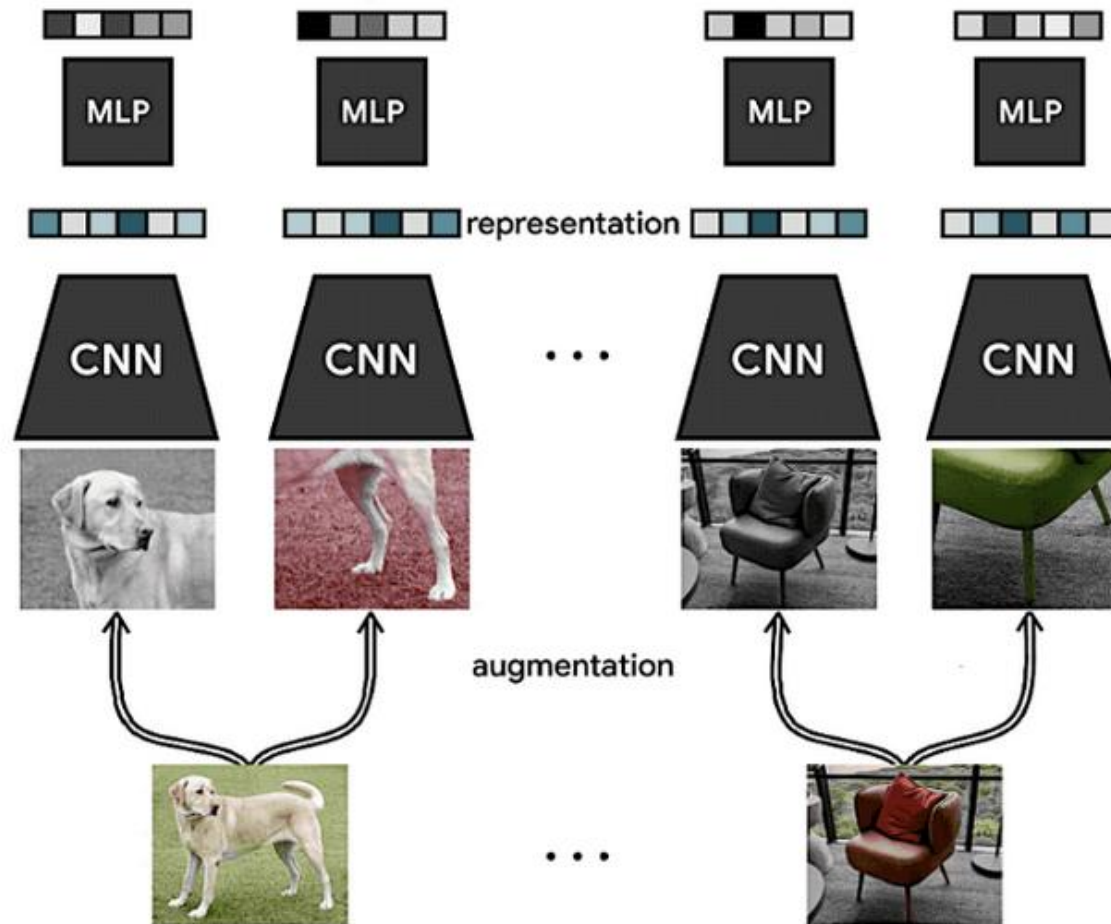 MLP MLP MLP MLP
representation
CNN CNN CNN CNN
augmentation